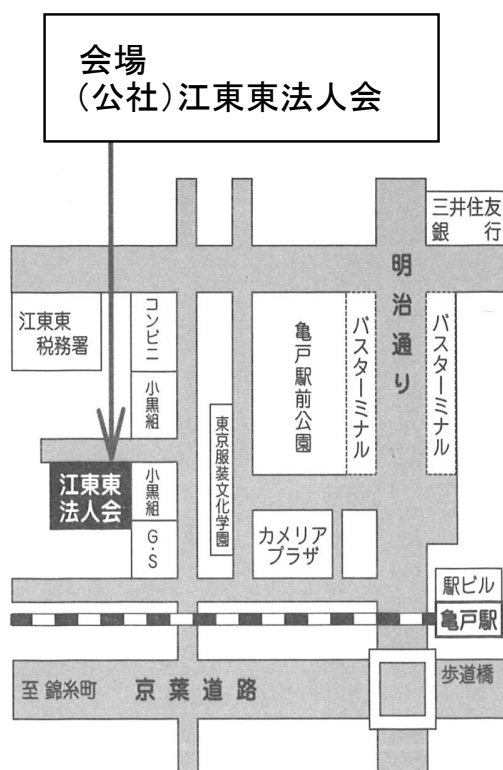 会場
(公社)江東東法人会
三井住友
銀 行
明治通り
江東東
税務署
コンビニ
小黒組
亀戸駅前公園
バスターミナル
バスターミナル
東京服装文化学園
江東東
法人会
小黒組
G・S
カメリア
プラザ
駅ビル
亀戸駅
歩道橋
至 錦糸町
京葉道路